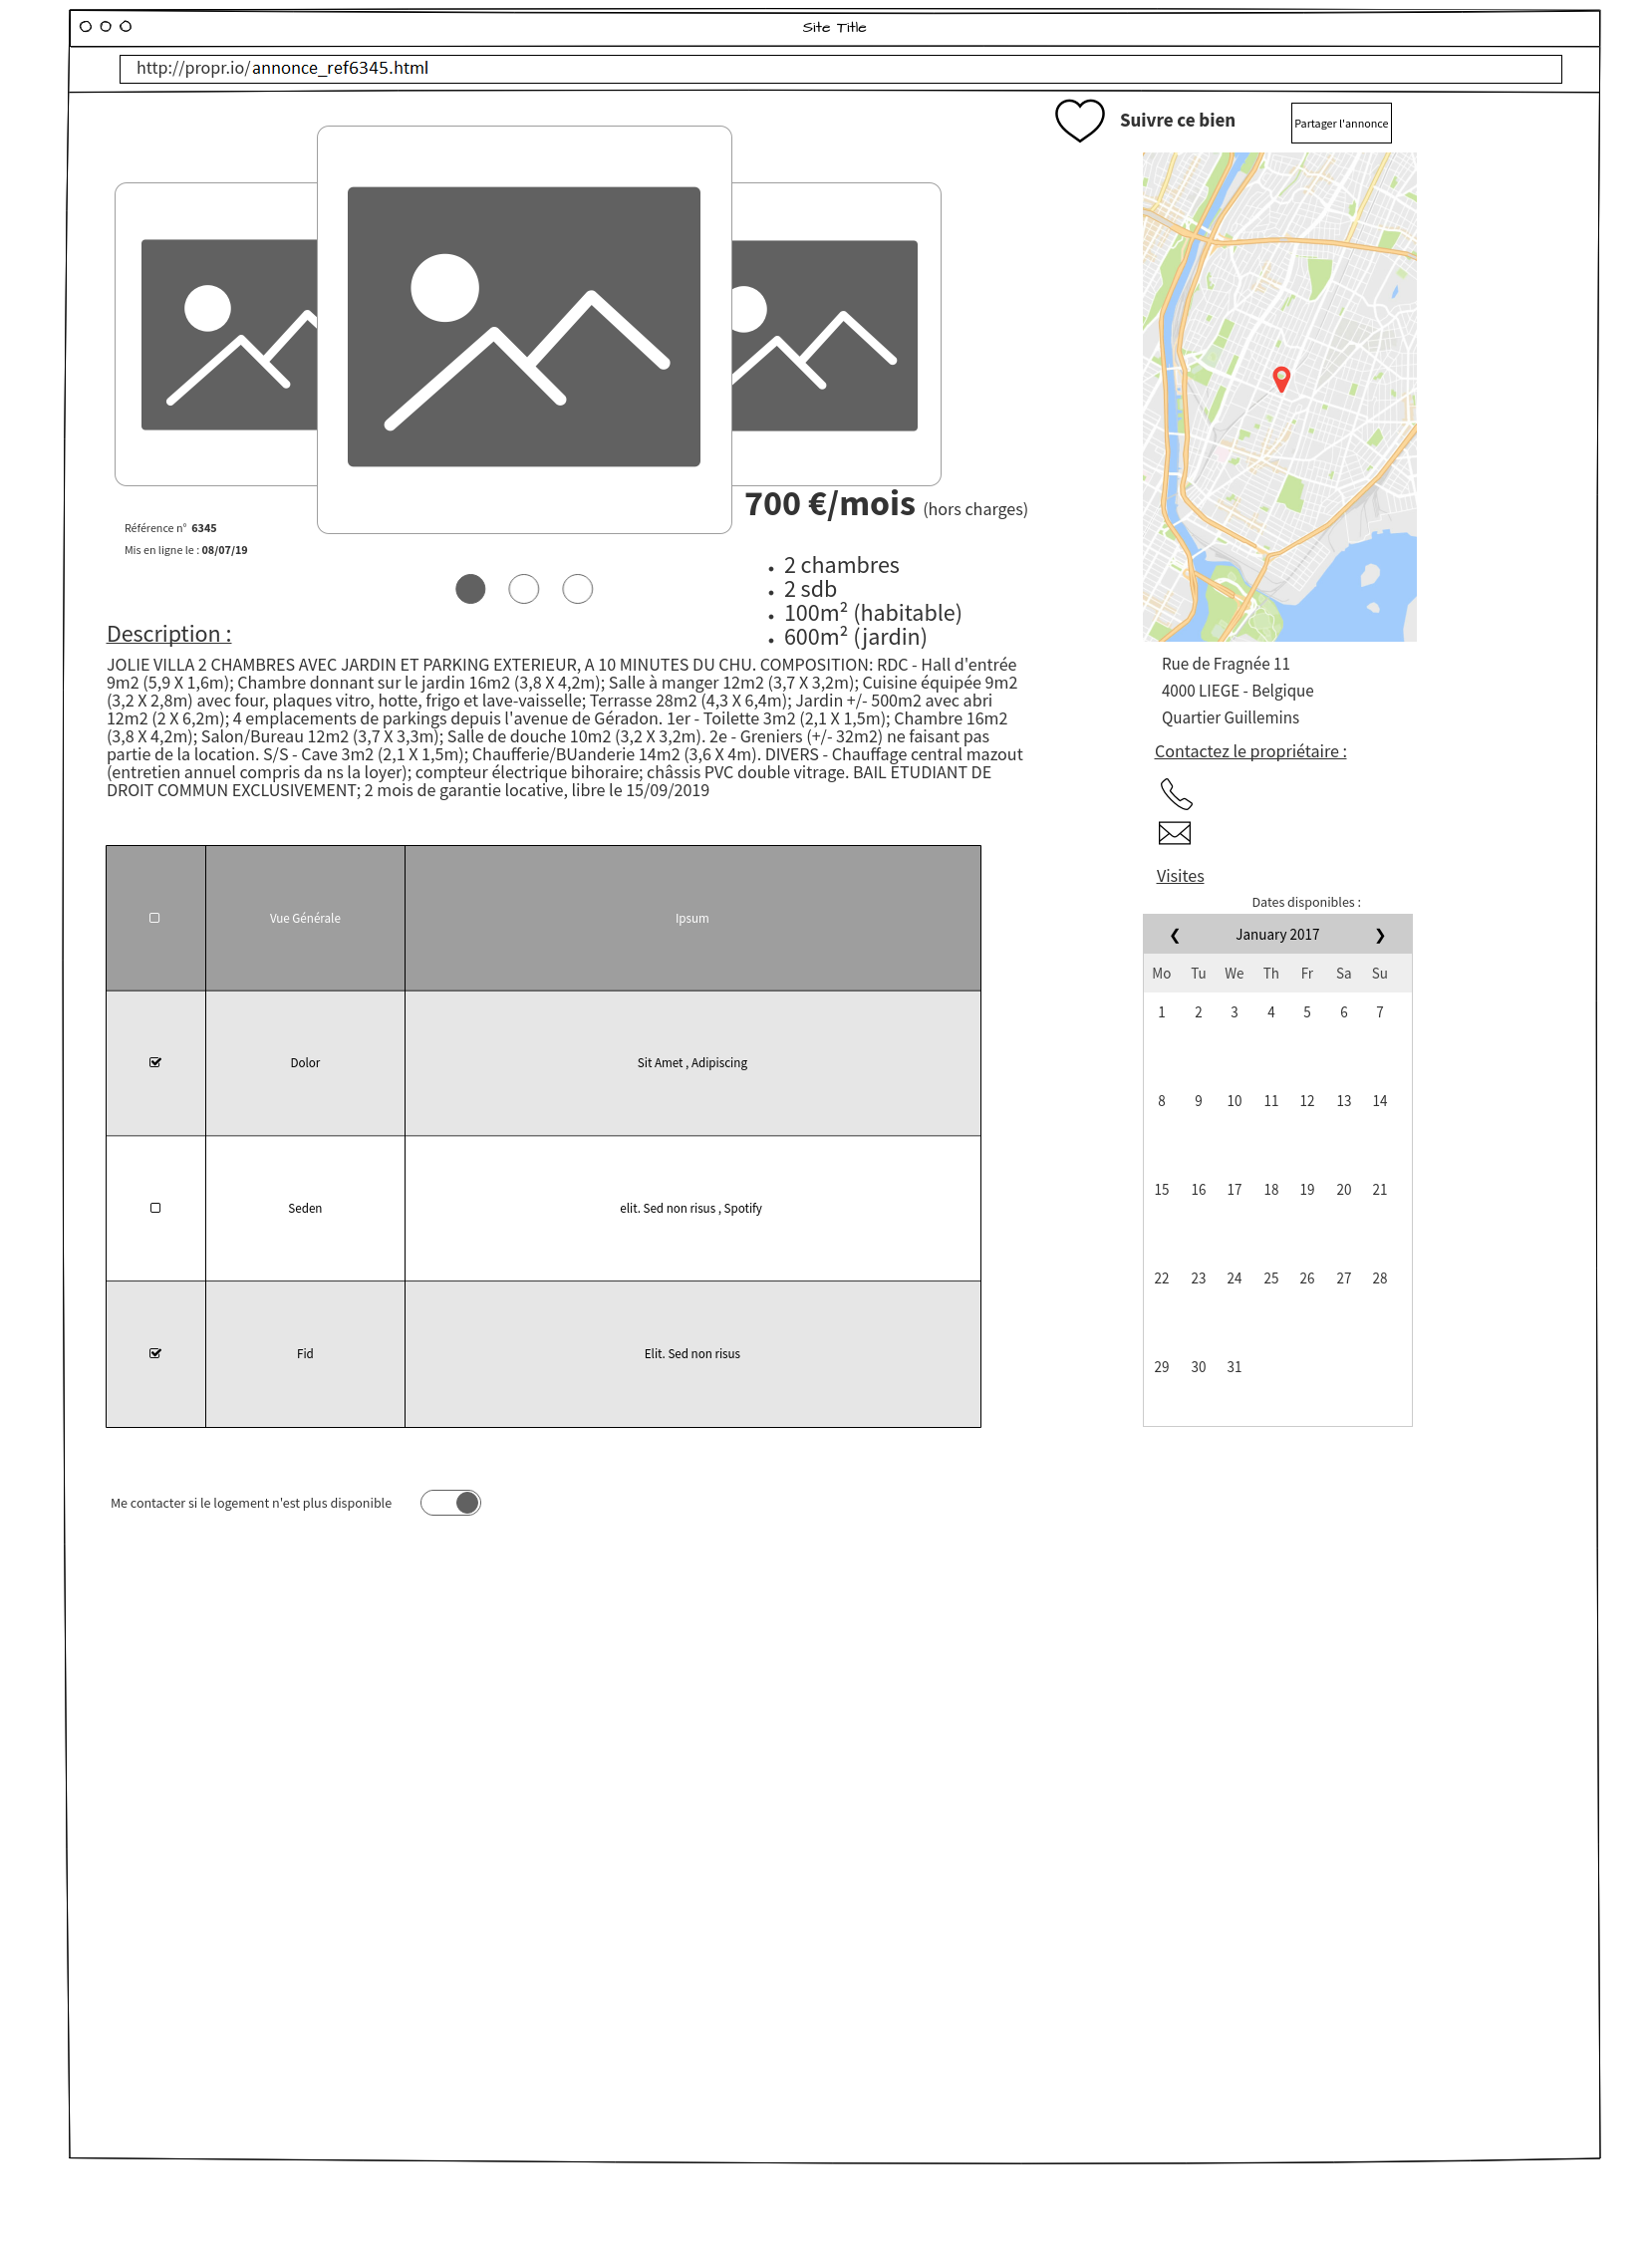 Site Title
http://propr.io/annonce_ref6345.html
Suivre ce bien
Partager l'annonce
700 €/mois (hors charges)
Référence n° 6345
Mis en ligne le : 08/07/19
• 2 chambres
• 2 sdb
• 100m² (habitable)
• 600m² (jardin)
Description :
JOLIE VILLA 2 CHAMBRES AVEC JARDIN ET PARKING EXTERIEUR, A 10 MINUTES DU CHU. COMPOSITION: RDC - Hall d'entrée
9m2 (5,9 X 1,6m); Chambre donnant sur le jardin 16m2 (3,8 X 4,2m); Salle à manger 12m2 (3,7 X 3,2m); Cuisine équipée 9m2
(3,2 X 2,8m) avec four, plaques vitro, hotte, frigo et lave-vaisselle; Terrasse 28m2 (4,3 X 6,4m); Jardin +/- 500m2 avec abri
12m2 (2 X 6,2m); 4 emplacements de parkings depuis l'avenue de Géradon. 1er - Toilette 3m2 (2,1 X 1,5m); Chambre 16m2
(3,8 X 4,2m); Salon/Bureau 12m2 (3,7 X 3,3m); Salle de douche 10m2 (3,2 X 3,2m). 2e - Greniers (+/- 32m2) ne faisant pas
partie de la location. S/S - Cave 3m2 (2,1 X 1,5m); Chaufferie/BUanderie 14m2 (3,6 X 4m). DIVERS - Chauffage central mazout
(entretien annuel compris da ns la loyer); compteur électrique bihoraire; châssis PVC double vitrage. BAIL ETUDIANT DE
DROIT COMMUN EXCLUSIVEMENT; 2 mois de garantie locative, libre le 15/09/2019
Rue de Fragnée 11
4000 LIEGE - Belgique
Quartier Guillemins
Contactez le propriétaire :
Visites
Dates disponibles :
❮ January 2017 ❯
Mo Tu We Th Fr Sa Su
1 2 3 4 5 6 7
8 9 10 11 12 13 14
15 16 17 18 19 20 21
22 23 24 25 26 27 28
29 30 31
Vue Générale Ipsum
Dolor Sit Amet , Adipiscing
Seden elit. Sed non risus , Spotify
Fid Elit. Sed non risus
Me contacter si le logement n'est plus disponible